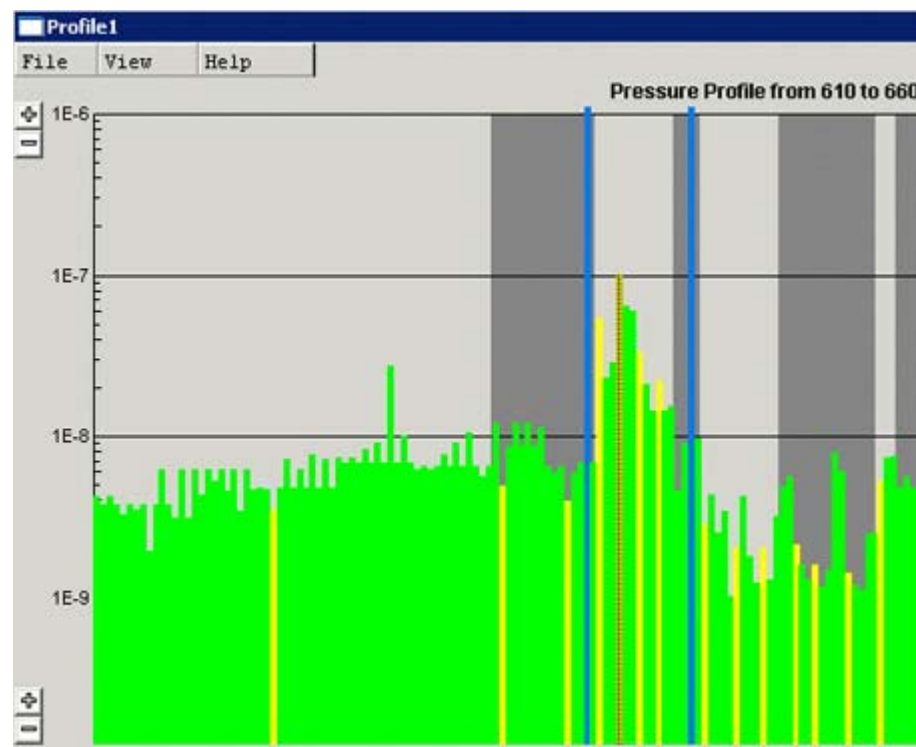 Profile1
File View Help
Pressure Profile from 610 to 660
1E-6
1E-7
1E-8
1E-9